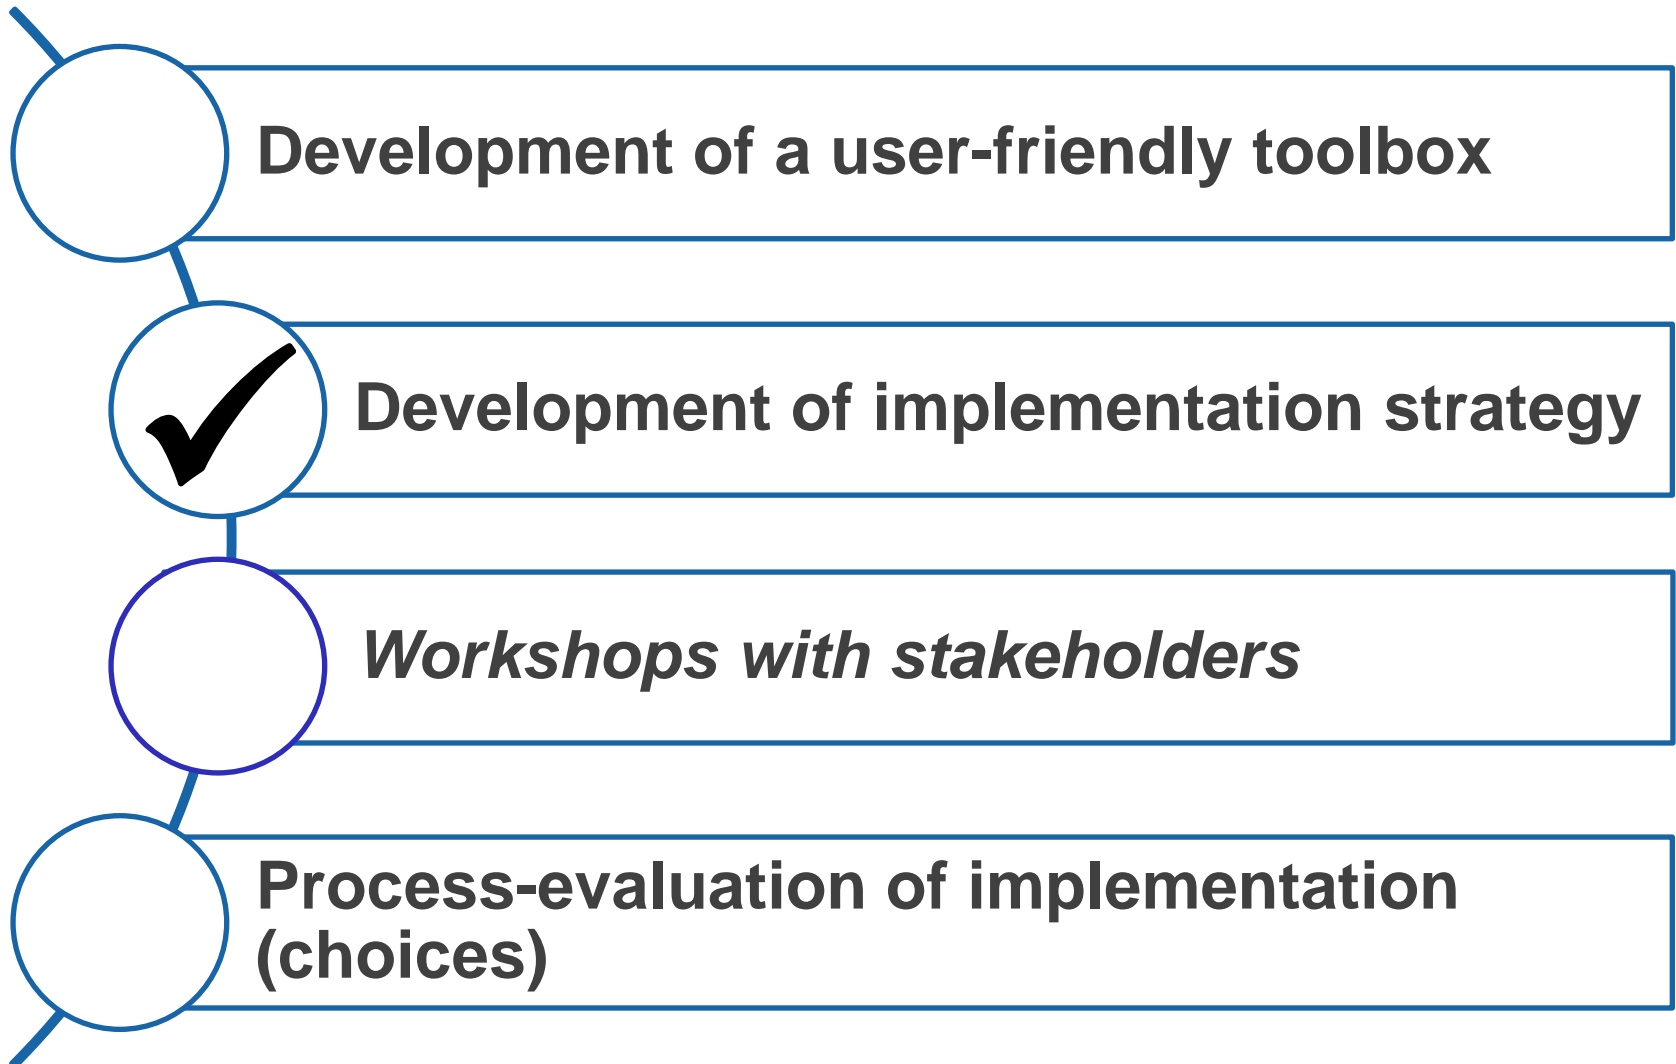 Development of a user-friendly toolbox
Development of implementation strategy
Workshops with stakeholders
Process-evaluation of implementation
(choices)